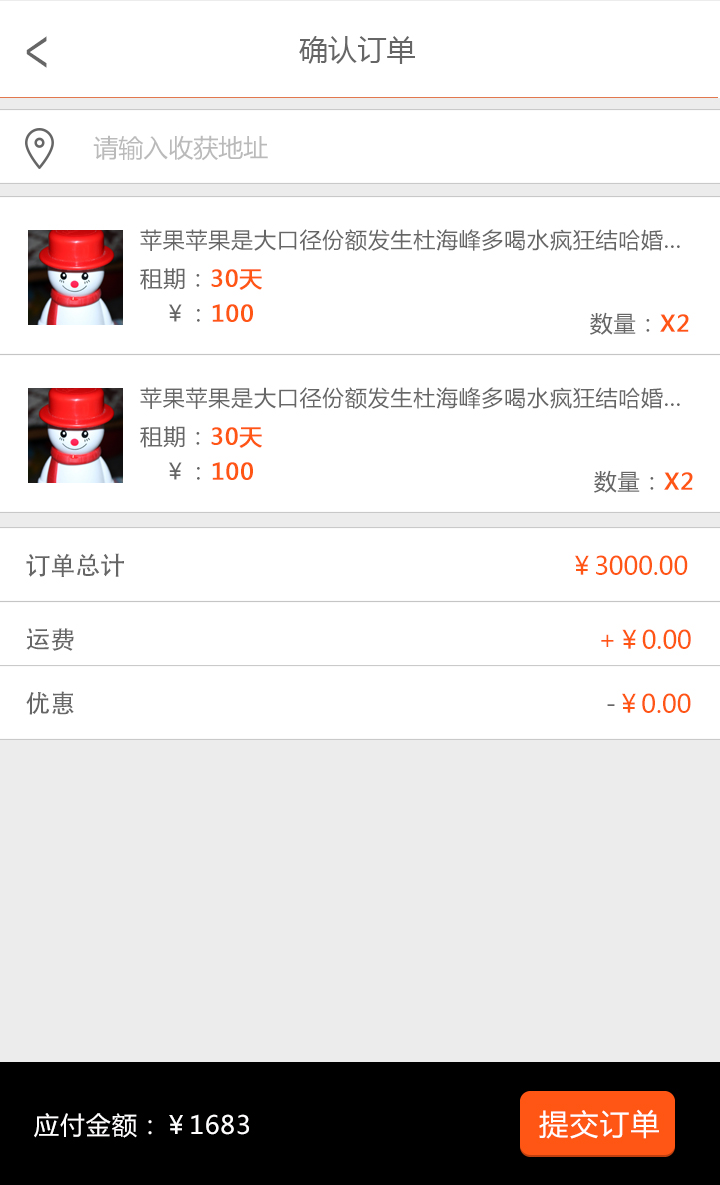 确认订单
请输入收获地址
苹果苹果是大口径份额发生杜海峰多喝水疯狂结哈婚...
租期：30天
¥ ：100
数量：X2
苹果苹果是大口径份额发生杜海峰多喝水疯狂结哈婚...
租期：30天
¥ ：100
数量：X2
订单总计 ¥3000.00
运费 + ¥0.00
优惠 - ¥0.00
应付金额：¥1683 提交订单